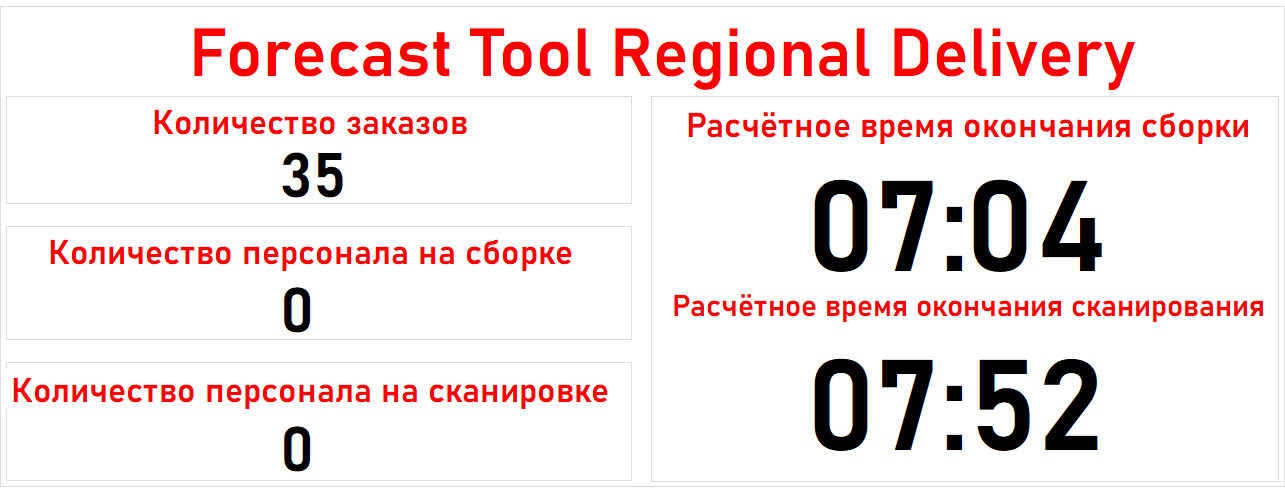 Forecast Tool Regional Delivery
Количество заказов
35
Количество персонала на сборке
0
Количество персонала на сканировке
0
Расчётное время окончания сборки
07:04
Расчётное время окончания сканирования
07:52